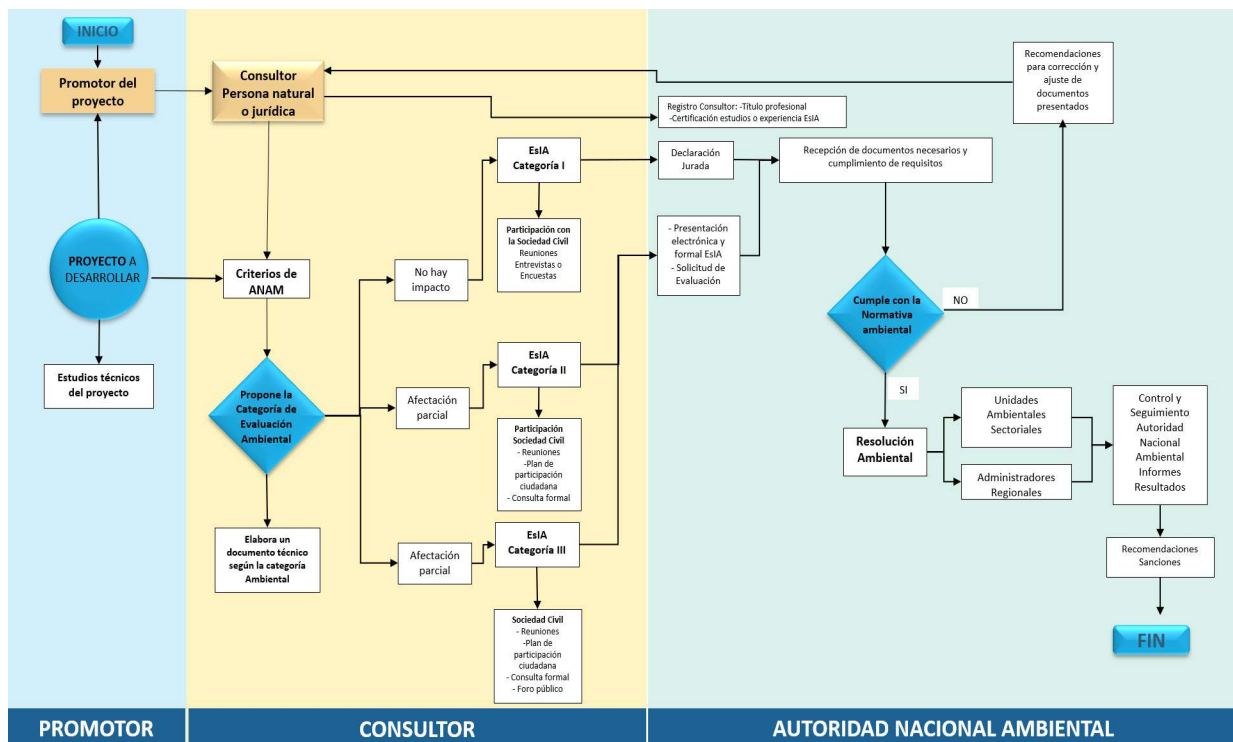 INICIO
Promotor del
proyecto
PROYECTO A
DESARROLLAR
Estudios técnicos
del proyecto
Consultor
Persona natural
o jurídica
Criterios de
ANAM
Propone la
Categoría de
Evaluación
Ambiental
Elabora un
documento técnico
según la categoría
Ambiental
No hay
impacto
Afectación
parcial
Afectación
parcial
EsIA
Categoría I
Participación con
la Sociedad Civil
Reuniones
Entrevistas o
Encuestas
EsIA
Categoría II
Participación
Sociedad Civil
- Reuniones
-Plan de
participación
ciudadana
- Consulta formal
EsIA
Categoría III
Sociedad Civil
- Reuniones
-Plan de
participación
ciudadana
- Consulta formal
- Foro público
Registro Consultor: -Título profesional
-Certificación estudios o experiencia EsIA
Declaración
Jurada
- Presentación
electrónica y
formal EsIA
- Solicitud de
Evaluación
Recepción de documentos necesarios y
cumplimiento de requisitos
Recomendaciones
para corrección y
ajuste de
documentos
presentados
Cumple con la
Normativa
ambiental
NO
SI
Resolución
Ambiental
Unidades
Ambientales
Sectoriales
Administradores
Regionales
Control y
Seguimiento
Autoridad
Nacional
Ambiental
Informes
Resultados
Recomendaciones
Sanciones
FIN
PROMOTOR
CONSULTOR
AUTORIDAD NACIONAL AMBIENTAL